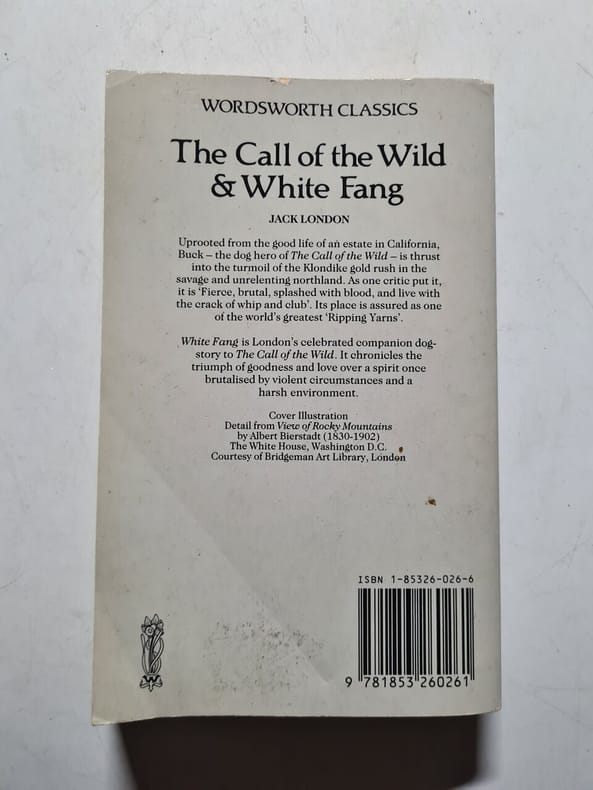 WORDSWORTH CLASSICS
The Call of the Wild
& White Fang
JACK LONDON
Uprooted from the good life of an estate in California,
Buck – the dog hero of The Call of the Wild – is thrust
into the turmoil of the Klondike gold rush in the
savage and unrelenting northland. As one critic put it,
it is 'Fierce, brutal, splashed with blood, and live with
the crack of whip and club'. Its place is assured as one
of the world's greatest 'Ripping Yarns'.
White Fang is London's celebrated companion dog-
story to The Call of the Wild. It chronicles the
triumph of goodness and love over a spirit once
brutalised by violent circumstances and a
harsh environment.
Cover Illustration
Detail from View of Rocky Mountains
by Albert Bierstadt (1830-1902)
The White House, Washington D.C.
Courtesy of Bridgeman Art Library, London
ISBN 1-85326-026-6
9 781853 260261
W